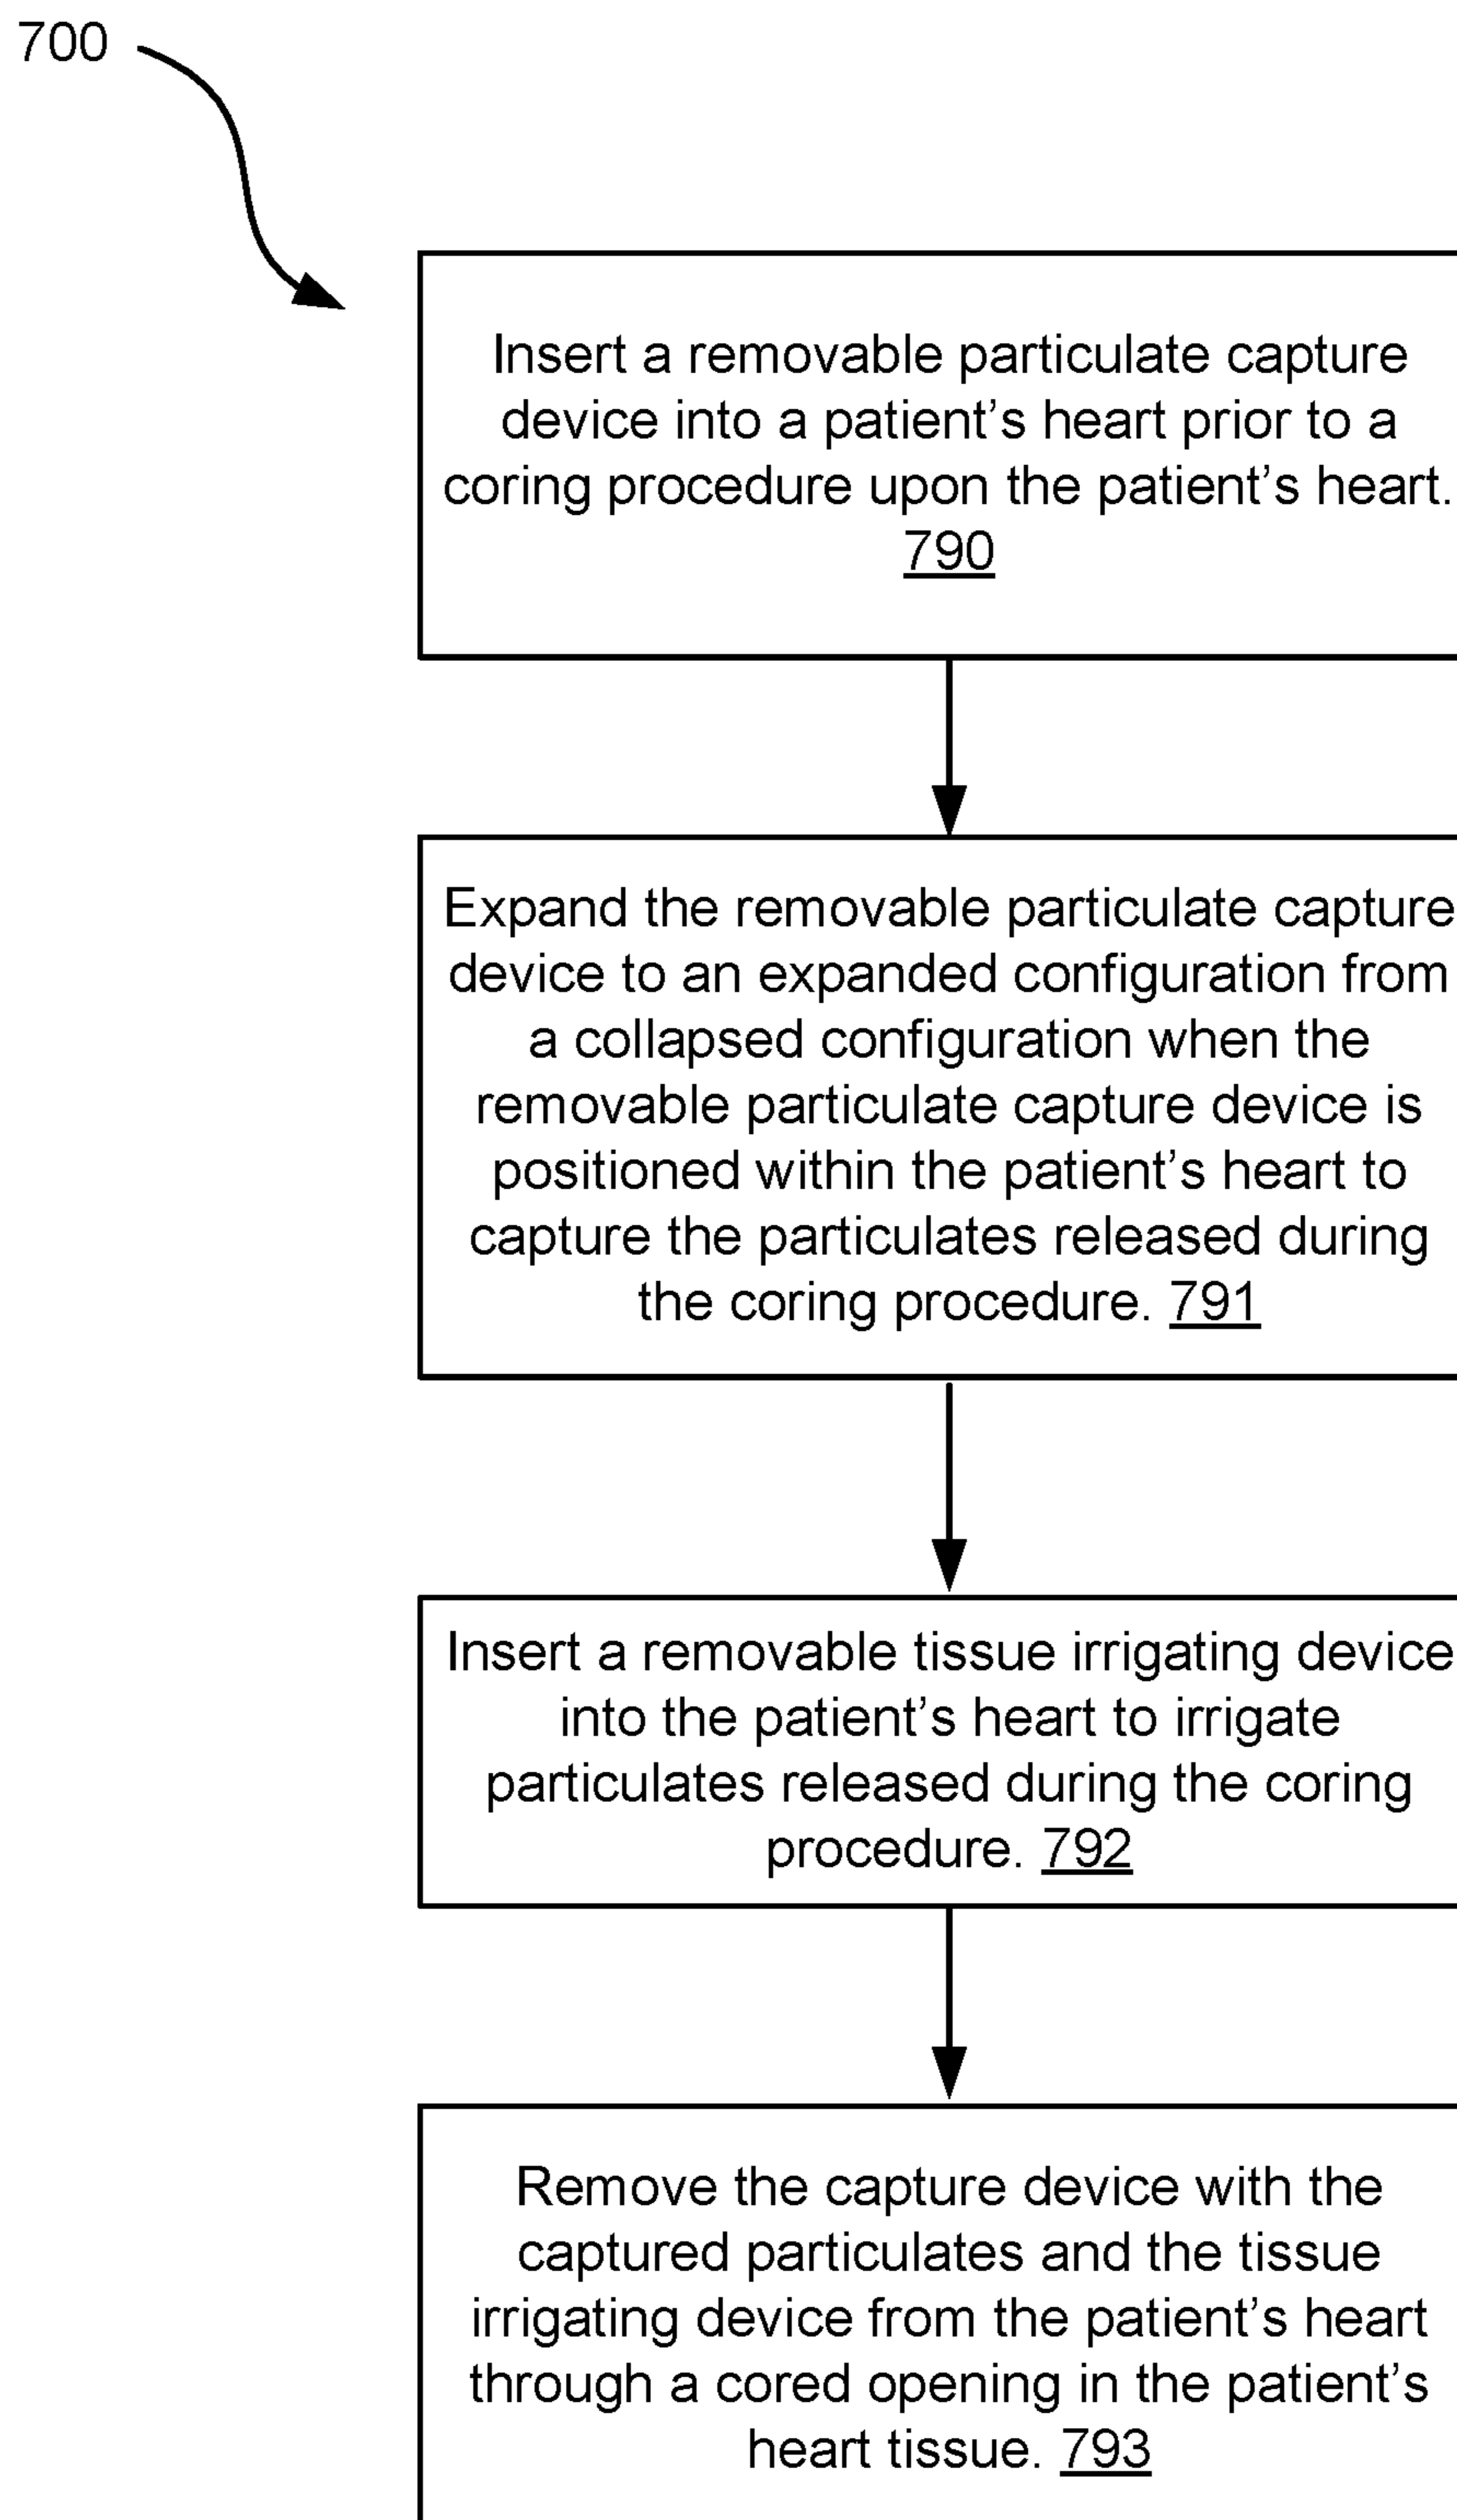 700
Insert a removable particulate capture
device into a patient’s heart prior to a
coring procedure upon the patient’s heart.
790
Expand the removable particulate capture
device to an expanded configuration from
a collapsed configuration when the
removable particulate capture device is
positioned within the patient’s heart to
capture the particulates released during
the coring procedure. 791
Insert a removable tissue irrigating device
into the patient’s heart to irrigate
particulates released during the coring
procedure. 792
Remove the capture device with the
captured particulates and the tissue
irrigating device from the patient’s heart
through a cored opening in the patient’s
heart tissue. 793